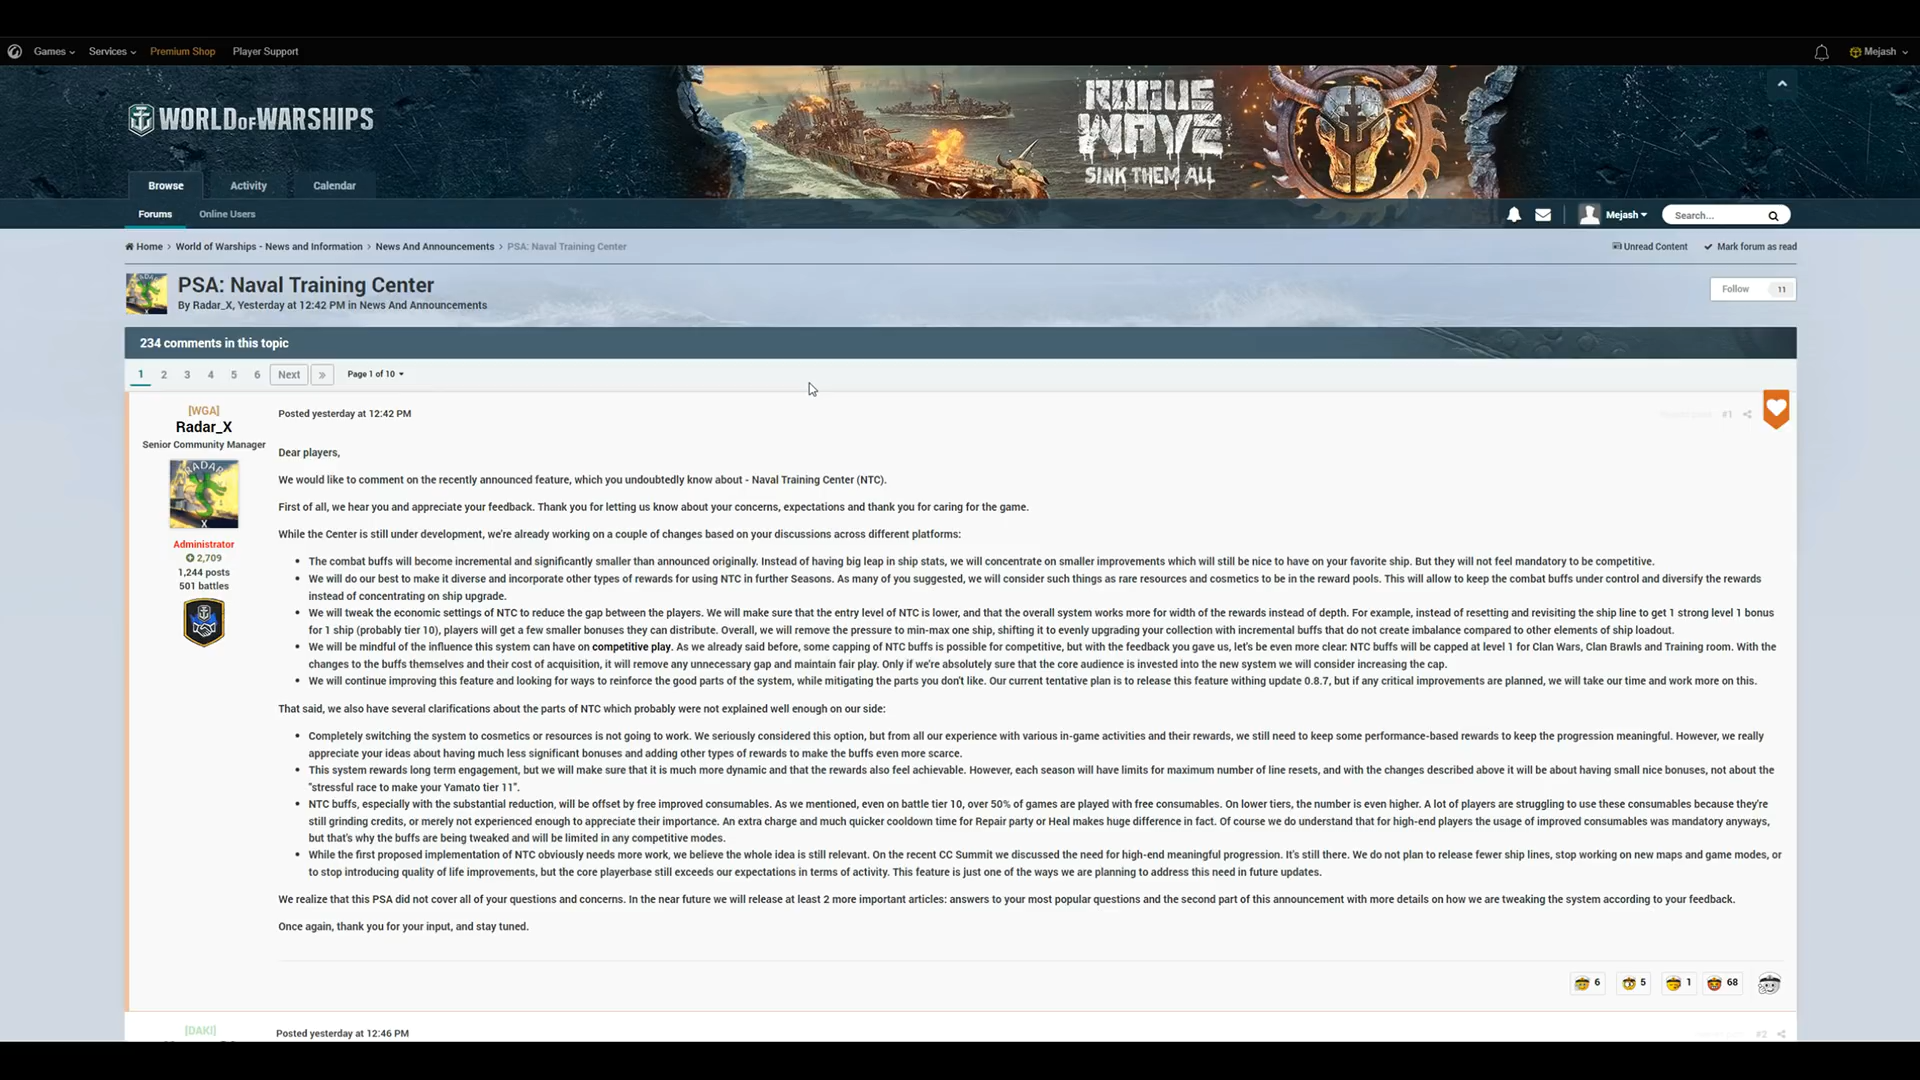 Games Services Premium Shop Player Support Mejash
WORLD OF WARSHIPS
ROGUE
WAVE
SINK THEM ALL
Browse Activity Calendar
Forums Online Users Mejash Search...
Home > World of Warships - News and Information > News And Announcements > PSA: Naval Training Center Unread Content Mark forum as read
PSA: Naval Training Center
By Radar_X, Yesterday at 12:42 PM in News And Announcements
Follow 11
234 comments in this topic
1 2 3 4 5 6 Next » Page 1 of 10
[WGA]
Radar_X
Senior Community Manager
RADAR
X
Administrator
2,709
1,244 posts
501 battles
Posted yesterday at 12:42 PM #1
Dear players,
We would like to comment on the recently announced feature, which you undoubtedly know about - Naval Training Center (NTC).
First of all, we hear you and appreciate your feedback. Thank you for letting us know about your concerns, expectations and thank you for caring for the game.
While the Center is still under development, we're already working on a couple of changes based on your discussions across different platforms:
• The combat buffs will become incremental and significantly smaller than announced originally. Instead of having big leap in ship stats, we will concentrate on smaller improvements which will still be nice to have on your favorite ship. But they will not feel mandatory to be competitive.
• We will do our best to make it diverse and incorporate other types of rewards for using NTC in further Seasons. As many of you suggested, we will consider such things as rare resources and cosmetics to be in the reward pools. This will allow to keep the combat buffs under control and diversify the rewards
instead of concentrating on ship upgrade.
• We will tweak the economic settings of NTC to reduce the gap between the players. We will make sure that the entry level of NTC is lower, and that the overall system works more for width of the rewards instead of depth. For example, instead of resetting and revisiting the ship line to get 1 strong level 1 bonus
for 1 ship (probably tier 10), players will get a few smaller bonuses they can distribute. Overall, we will remove the pressure to min-max one ship, shifting it to evenly upgrading your collection with incremental buffs that do not create imbalance compared to other elements of ship loadout.
• We will be mindful of the influence this system can have on competitive play. As we already said before, some capping of NTC buffs is possible for competitive, but with the feedback you gave us, let's be even more clear: NTC buffs will be capped at level 1 for Clan Wars, Clan Brawls and Training room. With the
changes to the buffs themselves and their cost of acquisition, it will remove any unnecessary gap and maintain fair play. Only if we're absolutely sure that the core audience is invested into the new system we will consider increasing the cap.
• We will continue improving this feature and looking for ways to reinforce the good parts of the system, while mitigating the parts you don't like. Our current tentative plan is to release this feature withing update 0.8.7, but if any critical improvements are planned, we will take our time and work more on this.
That said, we also have several clarifications about the parts of NTC which probably were not explained well enough on our side:
• Completely switching the system to cosmetics or resources is not going to work. We seriously considered this option, but from all our experience with various in-game activities and their rewards, we still need to keep some performance-based rewards to keep the progression meaningful. However, we really
appreciate your ideas about having much less significant bonuses and adding other types of rewards to make the buffs even more scarce.
• This system rewards long term engagement, but we will make sure that it is much more dynamic and that the rewards also feel achievable. However, each season will have limits for maximum number of line resets, and with the changes described above it will be about having small nice bonuses, not about the
"stressful race to make your Yamato tier 11".
• NTC buffs, especially with the substantial reduction, will be offset by free improved consumables. As we mentioned, even on battle tier 10, over 50% of games are played with free consumables. On lower tiers, the number is even higher. A lot of players are struggling to use these consumables because they're
still grinding credits, or merely not experienced enough to appreciate their importance. An extra charge and much quicker cooldown time for Repair party or Heal makes huge difference in fact. Of course we do understand that for high-end players the usage of improved consumables was mandatory anyways,
but that's why the buffs are being tweaked and will be limited in any competitive modes.
• While the first proposed implementation of NTC obviously needs more work, we believe the whole idea is still relevant. On the recent CC Summit we discussed the need for high-end meaningful progression. It's still there. We do not plan to release fewer ship lines, stop working on new maps and game modes, or
to stop introducing quality of life improvements, but the core playerbase still exceeds our expectations in terms of activity. This feature is just one of the ways we are planning to address this need in future updates.
We realize that this PSA did not cover all of your questions and concerns. In the near future we will release at least 2 more important articles: answers to your most popular questions and the second part of this announcement with more details on how we are tweaking the system according to your feedback.
Once again, thank you for your input, and stay tuned.
6 5 1 68
[DAKI]
Posted yesterday at 12:46 PM #2